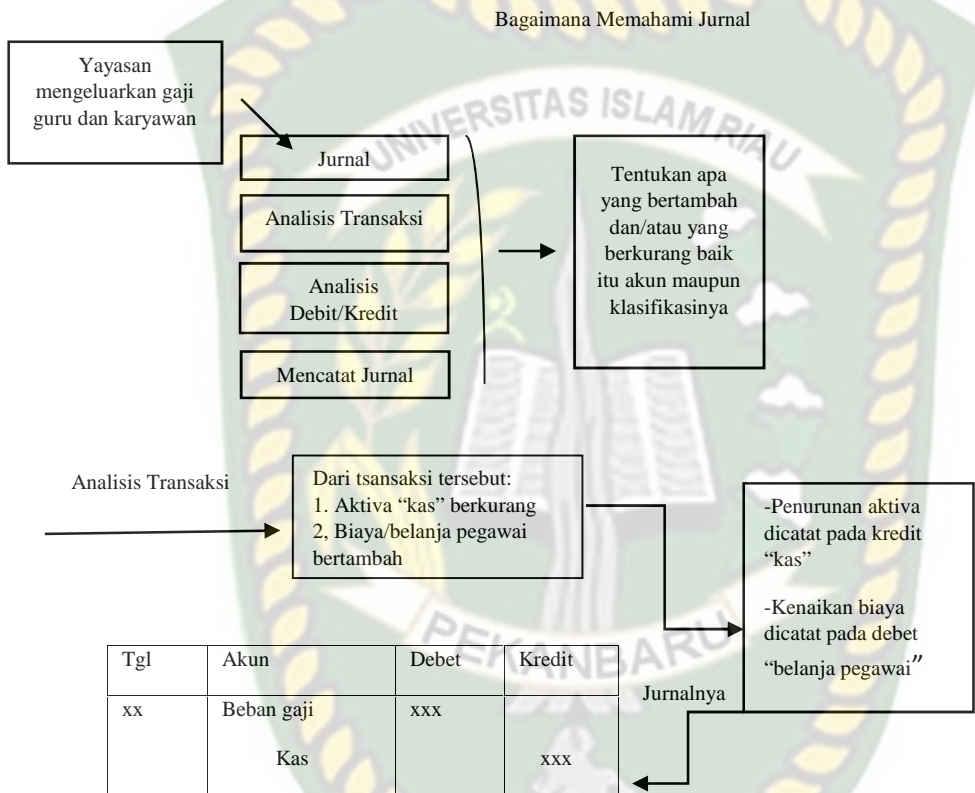 Bagaimana Memahami Jurnal
Yayasan
mengeluarkan gaji
guru dan karyawan
UNIVERSITAS ISLAM RIAU
Jurnal
Analisis Transaksi
Analisis
Debit/Kredit
Mencatat Jurnal
Tentukan apa
yang bertambah
dan/atau yang
berkurang baik
itu akun maupun
klasifikasinya
Analisis Transaksi
Dari tsansaksi tersebut:
1. Aktiva “kas” berkurang
2, Biaya/belanja pegawai
bertambah
-Penurunan aktiva
dicatat pada kredit
“kas”
-Kenaikan biaya
dicatat pada debet
“belanja pegawai”
PEKANBARU
Jurnalnya
Tgl Akun Debet Kredit
xx Beban gaji xxx
Kas xxx